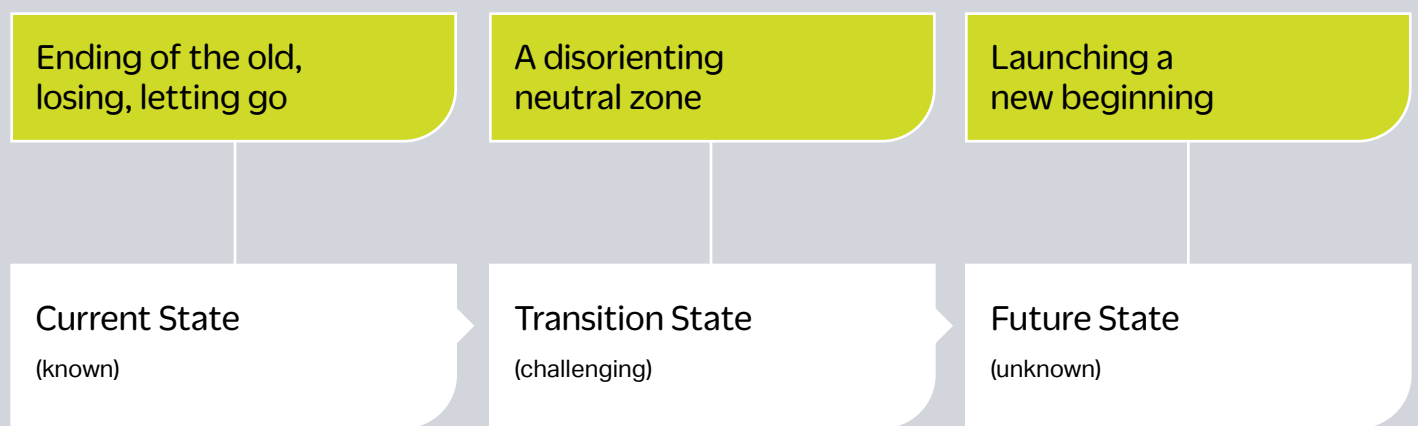 Ending of the old,
losing, letting go
A disorienting
neutral zone
Launching a
new beginning
Current State
(known)
Transition State
(challenging)
Future State
(unknown)